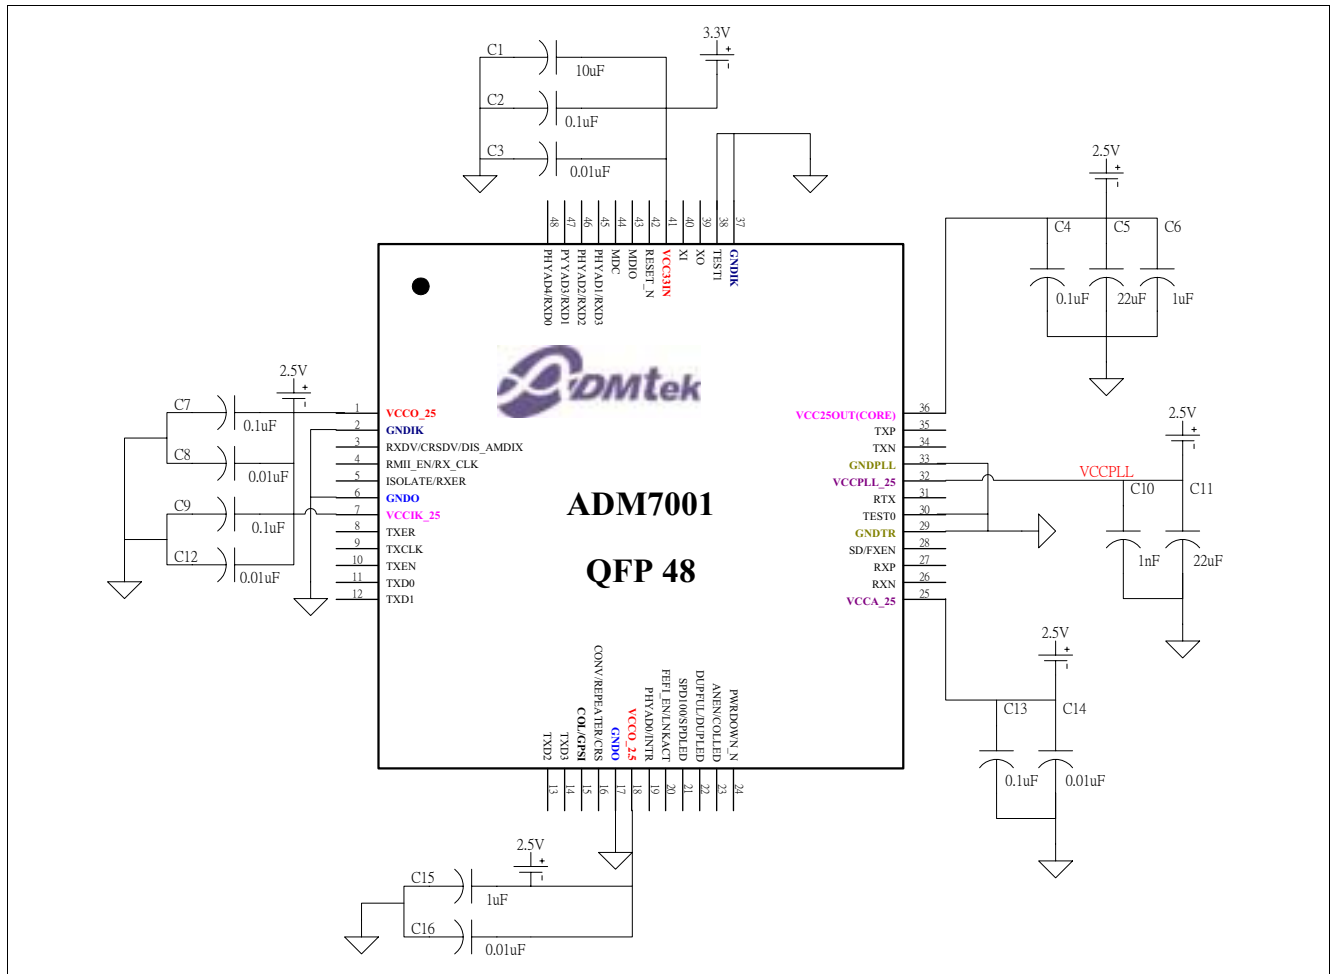 3.3V
C1
10uF
C2
0.1uF
C3
0.01uF
48 47 46 45 44 43 42 41 40 39 38 37
PHYAD4/RXD0
PYYAD3/RXD1
PHYAD2/RXD2
PHYAD1/RXD3
MDC
MDIO
RESET_N
VCC33IN
XI
XO
TEST1
GNDIK
2.5V
C4 C5 C6
0.1uF 22uF 1uF
DMtek
2.5V
C7
0.1uF
C8
0.01uF
C9
0.1uF
C12
0.01uF
1 VCCO_25
2 GNDIK
3 RXDV/CRSDV/DIS_AMDIX
4 RMII_EN/RX_CLK
5 ISOLATE/RXER
6 GNDO
7 VCCIK_25
8 TXER
9 TXCLK
10 TXEN
11 TXD0
12 TXD1
ADM7001
QFP 48
VCC25OUT(CORE) 36
TXP 35
TXN 34
GNDPLL 33
VCCPLL_25 32
RTX 31
TEST0 30
GNDTR 29
SD/FXEN 28
RXP 27
RXN 26
VCCA_25 25
2.5V
VCCPLL
C10 C11
1nF 22uF
2.5V
C13 C14
0.1uF 0.01uF
TXD2
TXD3
COL/GPSI
CONV/REPEATER/CRS
GNDO
VCCO_2.5
PHYAD0/INTR
FEFI_EN/LNKACT
SPD100/SPDLED
DUPFUL/DUPLED
ANEN/COLLED
PWRDOWN_N
13 14 15 16 17 18 19 20 21 22 23 24
2.5V
C15
1uF
C16
0.01uF